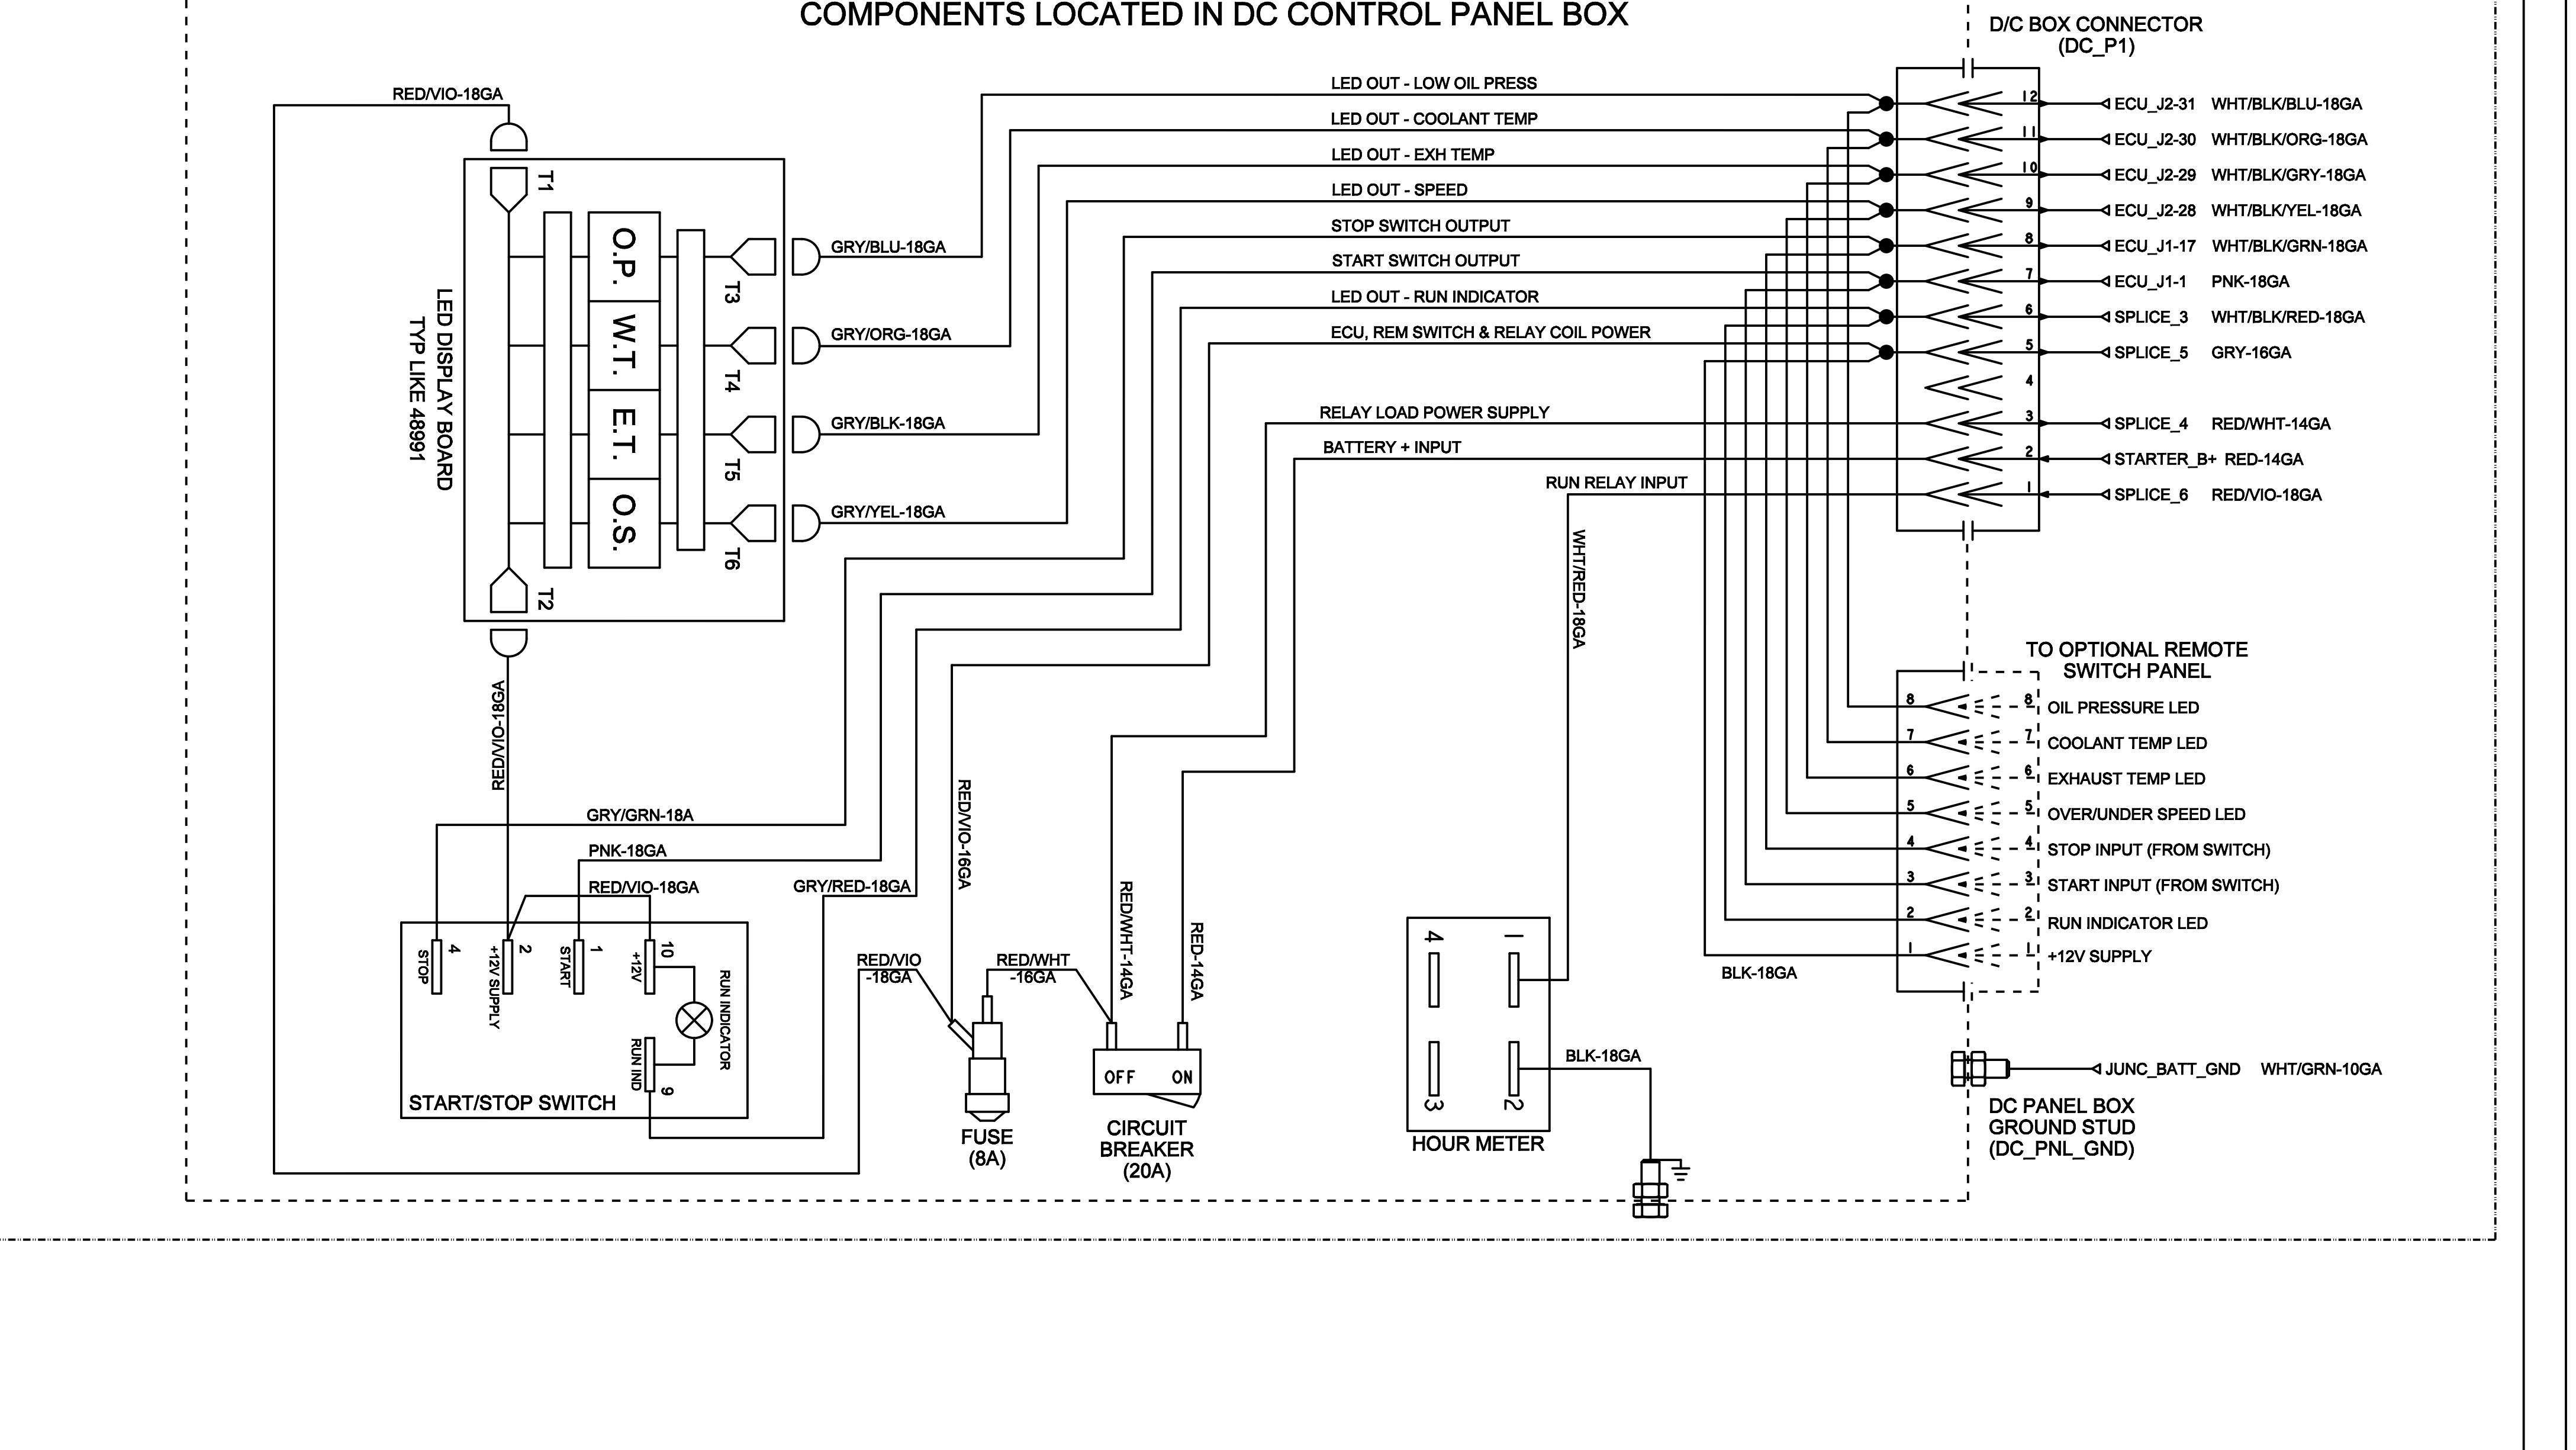 COMPONENTS LOCATED IN DC CONTROL PANEL BOX
D/C BOX CONNECTOR
(DC_P1)
RED/VIO-18GA
T1
T2
T3
T4
T5
T6
O.P.
W.T.
E.T.
O.S.
LED DISPLAY BOARD
TYP LIKE 48991
GRY/BLU-18GA
GRY/ORG-18GA
GRY/BLK-18GA
GRY/YEL-18GA
LED OUT - LOW OIL PRESS
LED OUT - COOLANT TEMP
LED OUT - EXH TEMP
LED OUT - SPEED
STOP SWITCH OUTPUT
START SWITCH OUTPUT
LED OUT - RUN INDICATOR
ECU, REM SWITCH & RELAY COIL POWER
RELAY LOAD POWER SUPPLY
BATTERY + INPUT
RUN RELAY INPUT
WHT/RED-18GA
12 ECU_J2-31 WHT/BLK/BLU-18GA
11 ECU_J2-30 WHT/BLK/ORG-18GA
10 ECU_J2-29 WHT/BLK/GRY-18GA
9 ECU_J2-28 WHT/BLK/YEL-18GA
8 ECU_J1-17 WHT/BLK/GRN-18GA
7 ECU_J1-1 PNK-18GA
6 SPLICE_3 WHT/BLK/RED-18GA
5 SPLICE_5 GRY-16GA
4
3 SPLICE_4 RED/WHT-14GA
2 STARTER_B+ RED-14GA
1 SPLICE_6 RED/VIO-18GA
TO OPTIONAL REMOTE
SWITCH PANEL
8 8 OIL PRESSURE LED
7 7 COOLANT TEMP LED
6 6 EXHAUST TEMP LED
5 5 OVER/UNDER SPEED LED
4 4 STOP INPUT (FROM SWITCH)
3 3 START INPUT (FROM SWITCH)
2 2 RUN INDICATOR LED
1 1 +12V SUPPLY
BLK-18GA
RED/VIO-18GA
GRY/GRN-18A
PNK-18GA
RED/VIO-18GA
GRY/RED-18GA
RED/VIO-16GA
RED/WHT-14GA
RED-14GA
4
STOP
2
+12V SUPPLY
1
START
10
+12V
RUN INDICATOR
RUN IND
9
START/STOP SWITCH
RED/VIO
-18GA
RED/WHT
-16GA
FUSE
(8A)
OFF ON
CIRCUIT
BREAKER
(20A)
4 1
3 2
HOUR METER
BLK-18GA
JUNC_BATT_GND WHT/GRN-10GA
DC PANEL BOX
GROUND STUD
(DC_PNL_GND)